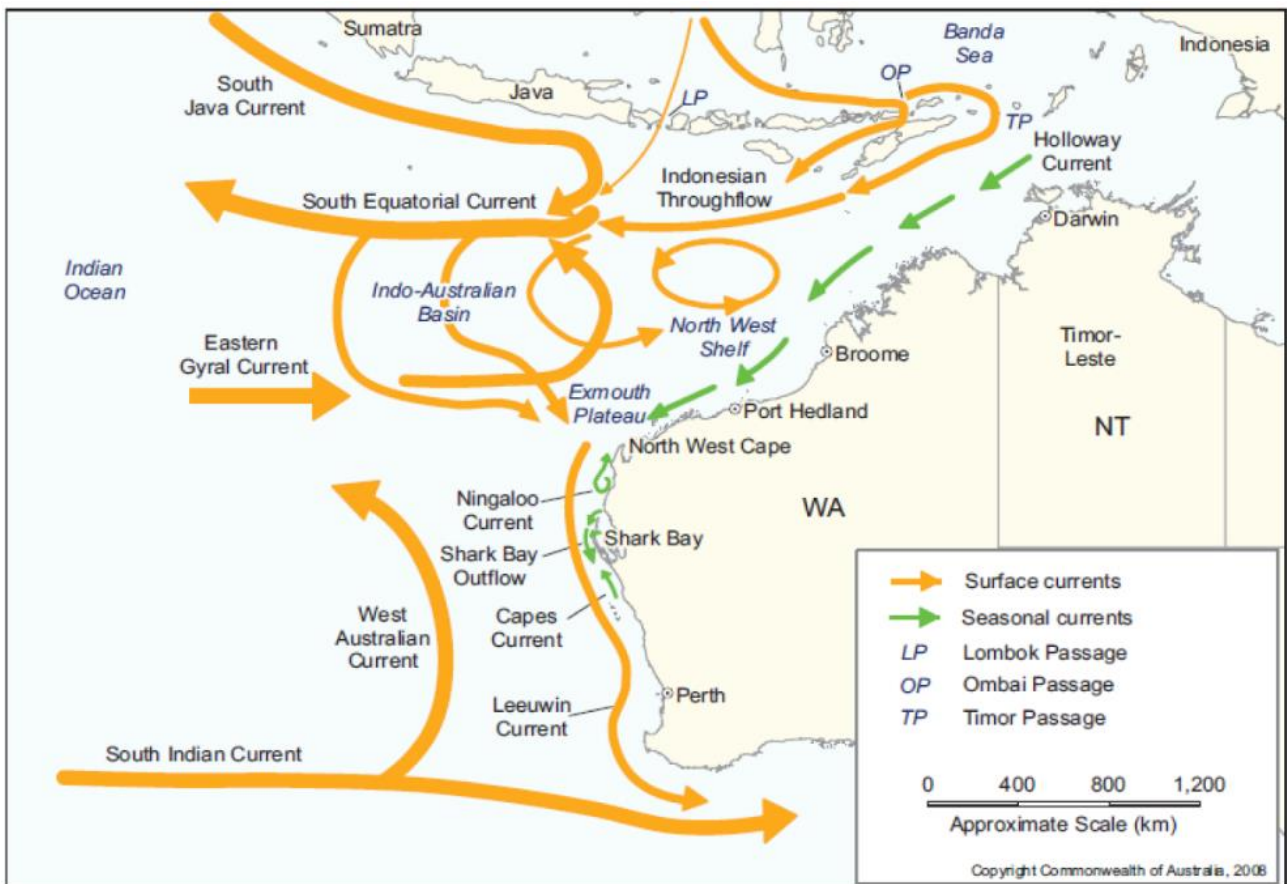 Sumatra
Banda
Sea
Indonesia
OP
South
Java Current
Java
LP
TP
Holloway
Current
Indonesian
Throughflow
South Equatorial Current
Darwin
Indian
Ocean
Indo-Australian
Basin
North West
Shelf
Broome
Timor-
Leste
Eastern
Gyral Current
Exmouth
Plateau
Port Hedland
NT
North West Cape
Ningaloo
Current
WA
Shark Bay
Shark Bay
Outflow
Capes
Current
West
Australian
Current
Perth
Leeuwin
Current
South Indian Current
Surface currents
Seasonal currents
LP Lombok Passage
OP Ombai Passage
TP Timor Passage
0 400 800 1,200
Approximate Scale (km)
Copyright Commonwealth of Australia, 2008